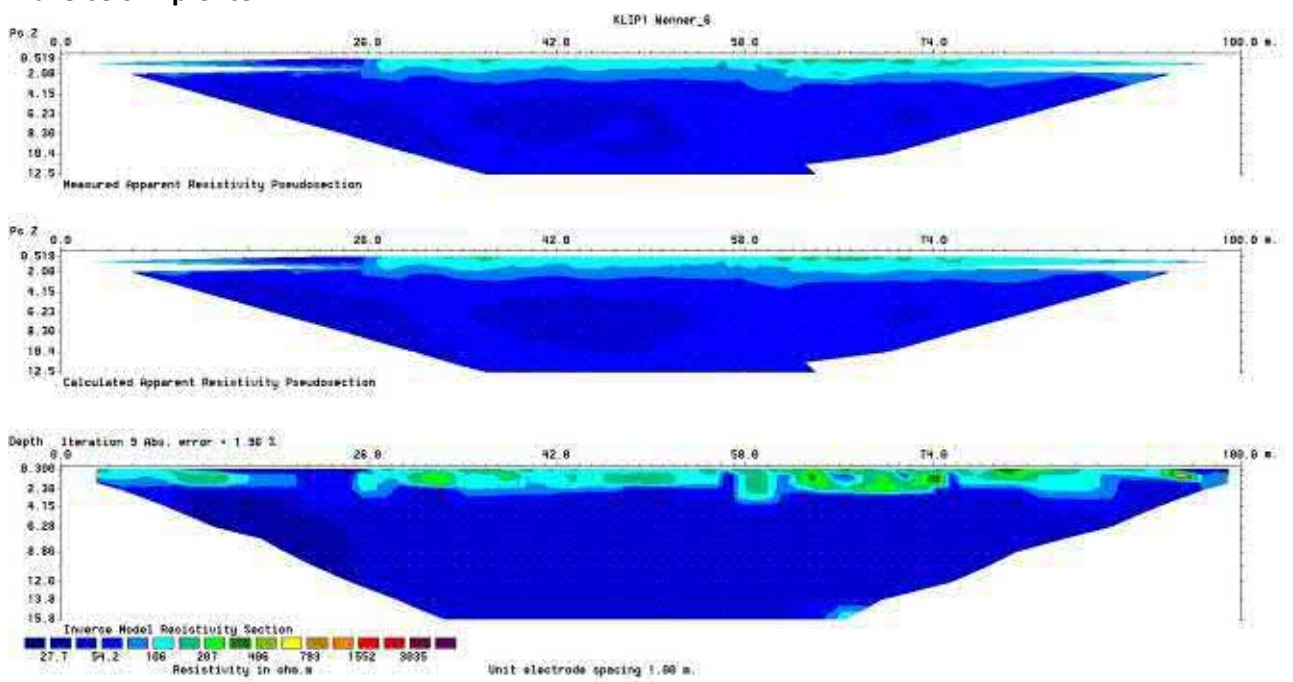 KLIP1 Wenner_6
Ps Z 0.0 26.0 42.0 58.0 74.0 100.0 m.
0.519
2.08
4.15
6.23
8.30
10.4
12.5
Measured Apparent Resistivity Pseudosection
Ps Z 0.0 26.0 42.0 58.0 74.0 100.0 m.
0.519
2.08
4.15
6.23
8.30
10.4
12.5
Calculated Apparent Resistivity Pseudosection
Depth Iteration 5 Abs. error = 1.90 %
0.0 26.0 42.0 58.0 74.0 100.0 m.
0.300
2.30
4.15
6.28
8.86
12.0
13.8
15.8
Inverse Model Resistivity Section
27.7 54.2 106 207 406 793 1552 3035
Resistivity in ohm.m Unit electrode spacing 1.00 m.